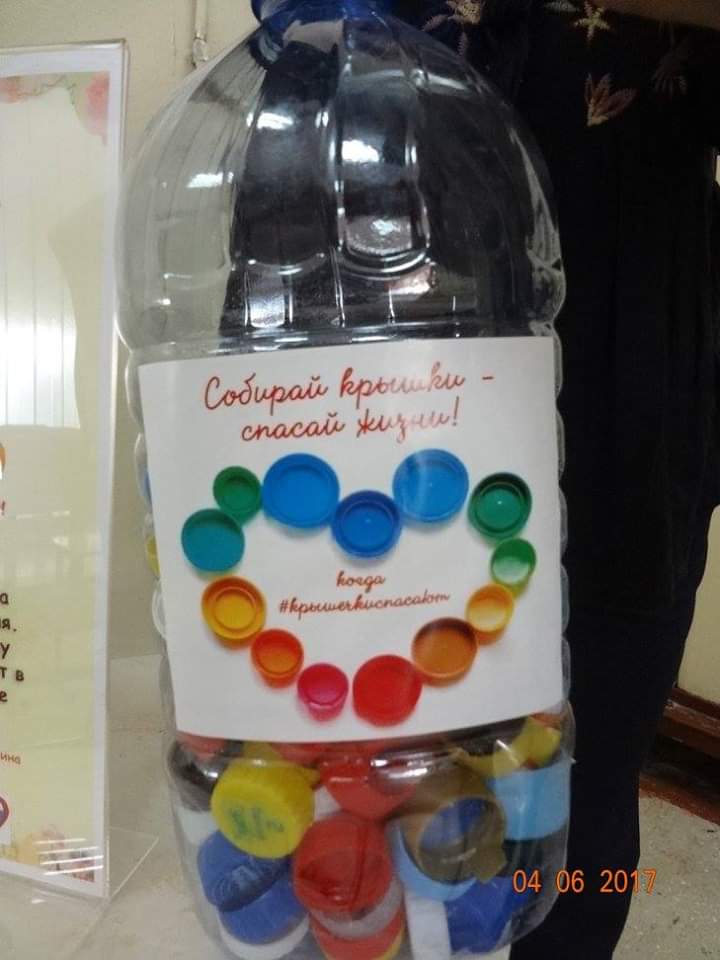 Собирай крышки -
спасай жизни!
когда
#крышечкиспасают
04 06 2017